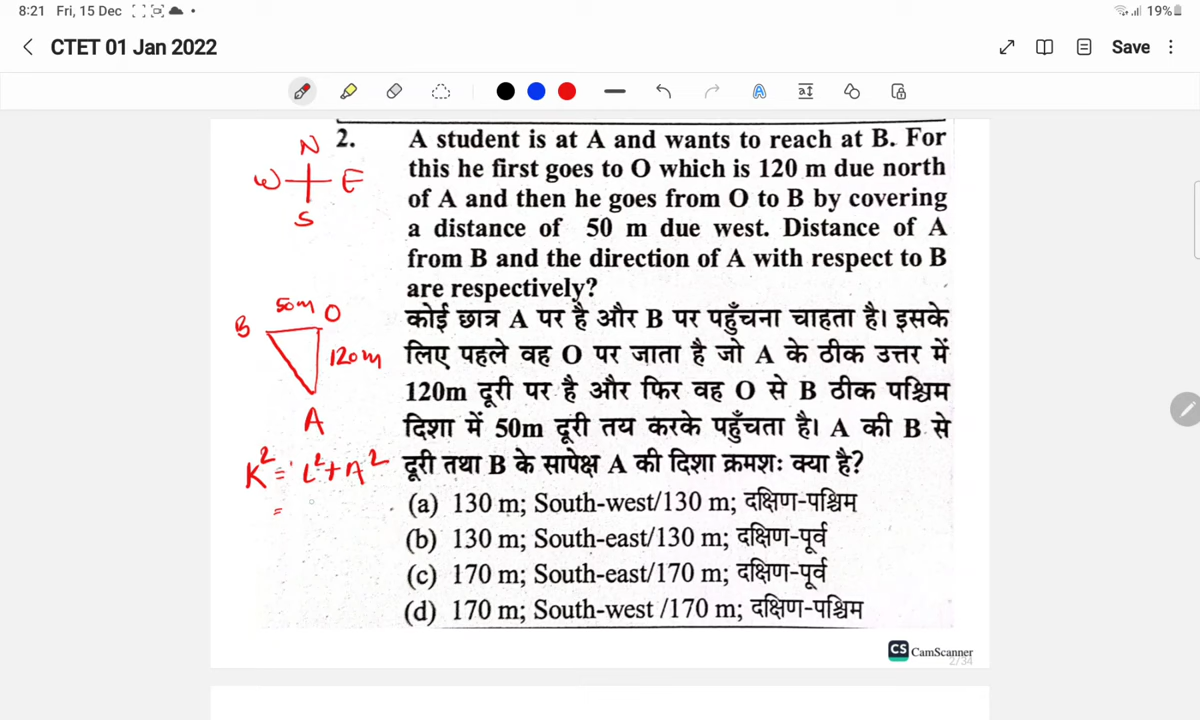 8:21 Fri, 15 Dec 19%
CTET 01 Jan 2022
Save
2. A student is at A and wants to reach at B. For
this he first goes to O which is 120 m due north
of A and then he goes from O to B by covering
a distance of 50 m due west. Distance of A
from B and the direction of A with respect to B
are respectively?
कोई छात्र A पर है और B पर पहुँचना चाहता है। इसके
लिए पहले वह O पर जाता है जो A के ठीक उत्तर में
120m दूरी पर है और फिर वह O से B ठीक पश्चिम
दिशा में 50m दूरी तय करके पहुँचता है। A की B से
दूरी तथा B के सापेक्ष A की दिशा क्रमशः क्या है?
(a) 130 m; South-west/130 m; दक्षिण-पश्चिम
(b) 130 m; South-east/130 m; दक्षिण-पूर्व
(c) 170 m; South-east/170 m; दक्षिण-पूर्व
(d) 170 m; South-west /170 m; दक्षिण-पश्चिम
N
W E
S
50m O
B
120m
A
K² = L² + A²
=
CS CamScanner
2/34